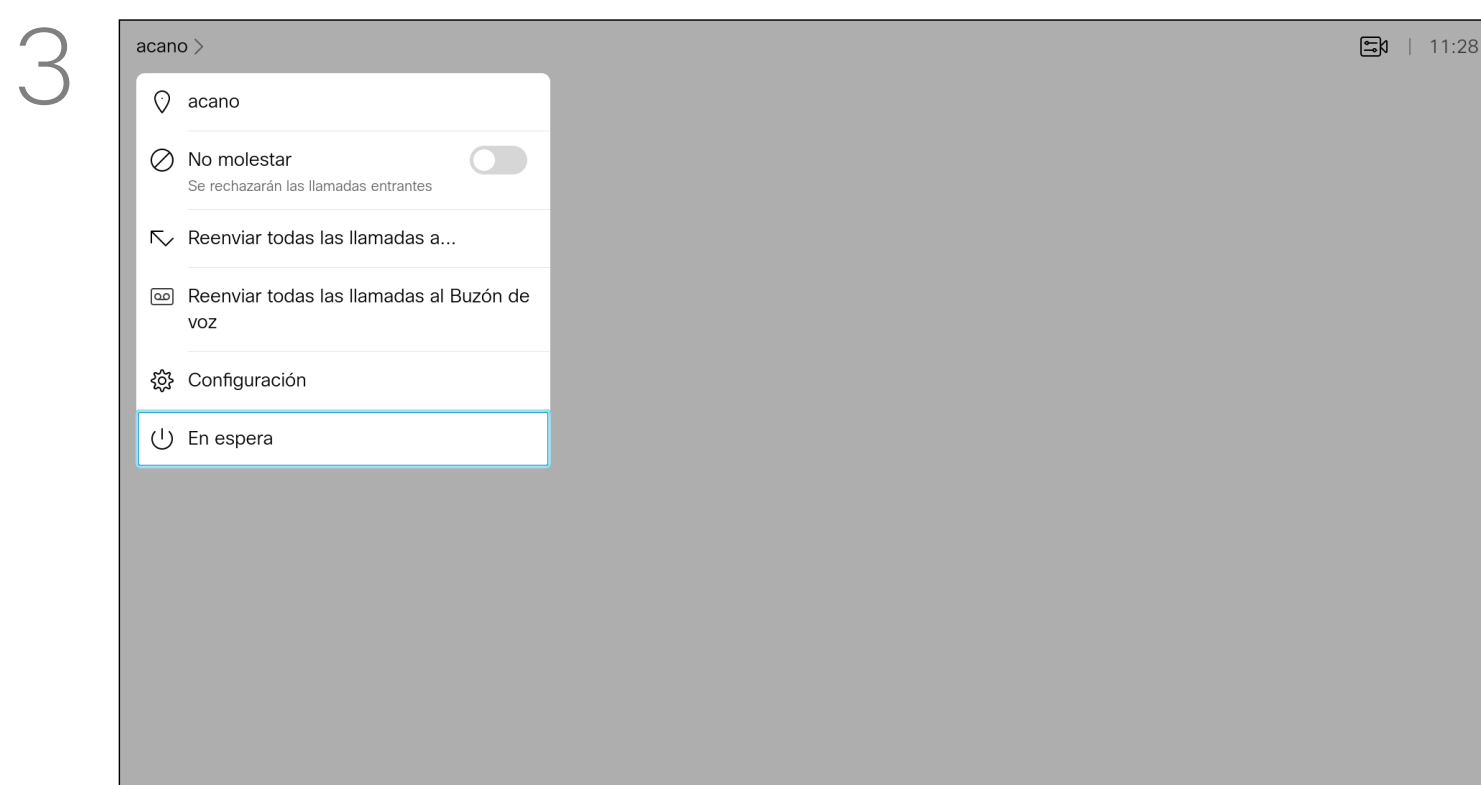 3
acano
11:28
acano
No molestar
Se rechazarán las llamadas entrantes
Reenviar todas las llamadas a...
Reenviar todas las llamadas al Buzón de
voz
Configuración
En espera